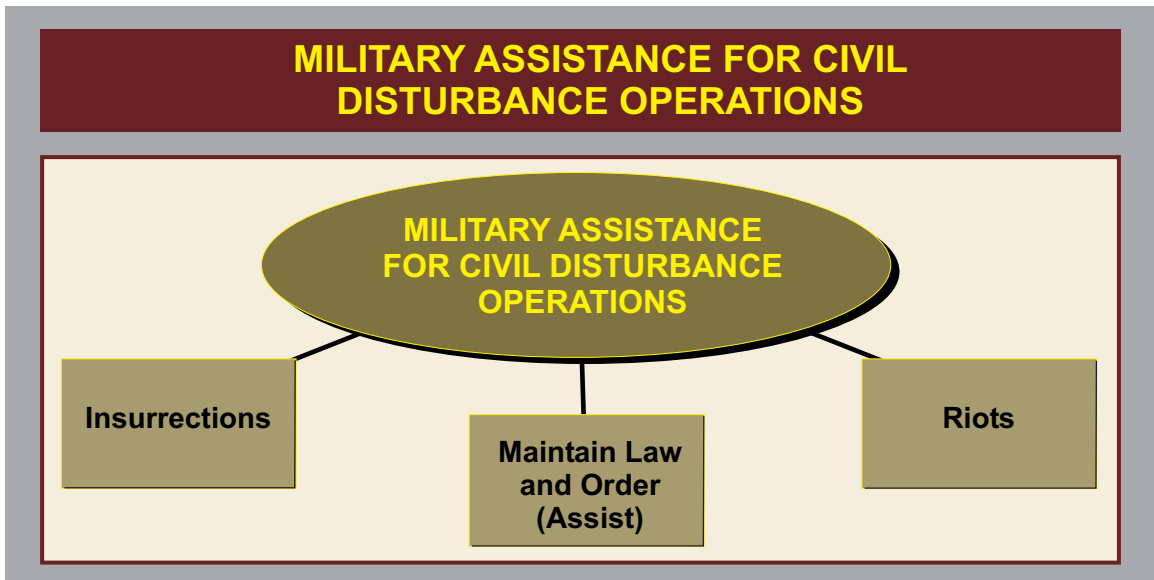 MILITARY ASSISTANCE FOR CIVIL
DISTURBANCE OPERATIONS
MILITARY ASSISTANCE
FOR CIVIL DISTURBANCE
OPERATIONS
Insurrections
Maintain Law
and Order
(Assist)
Riots